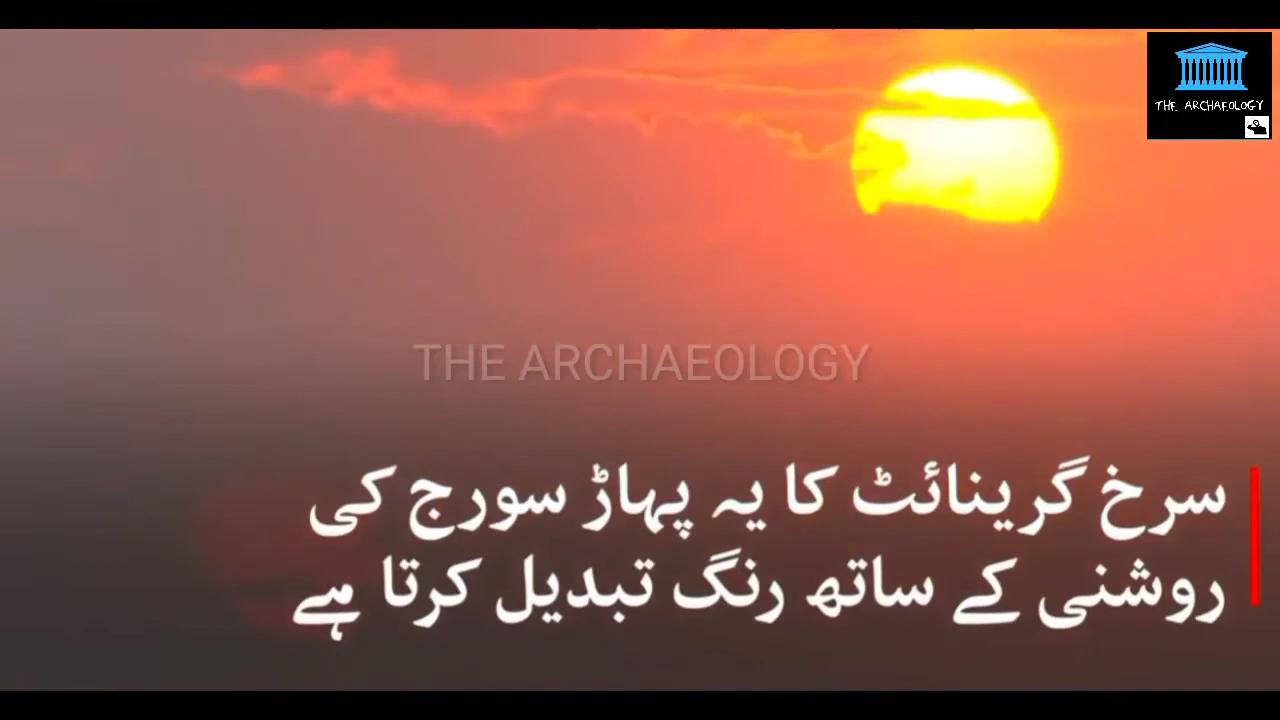 THE ARCHAEOLOGY
THE ARCHAEOLOGY
سرخ گرینائٹ کا یہ پہاڑ سورج کی
روشنی کے ساتھ رنگ تبدیل کرتا ہے